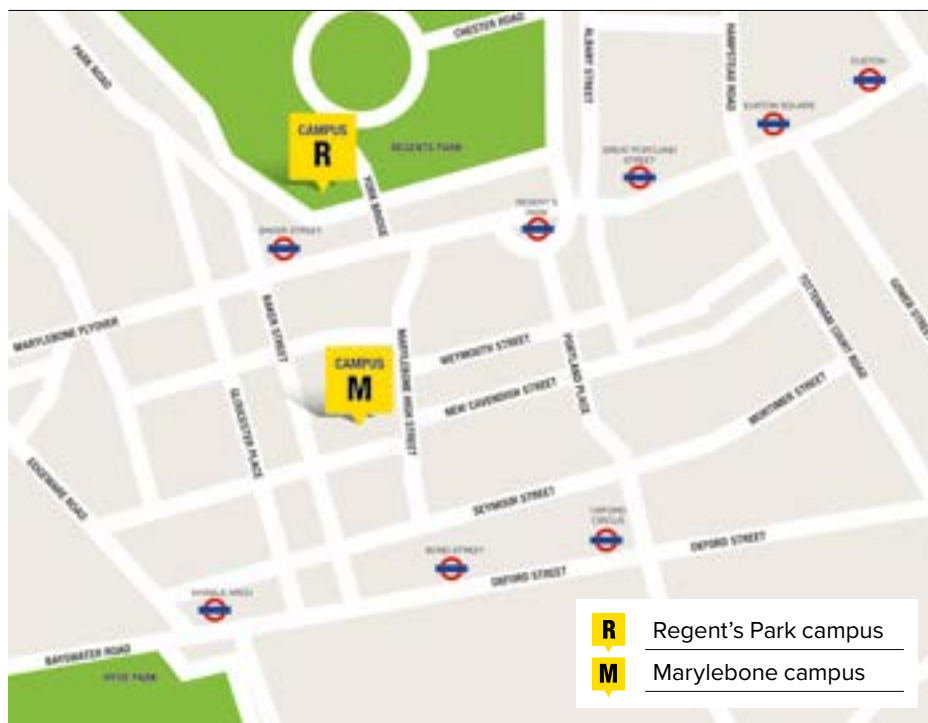 CHESTER ROAD
PARK ROAD
ALBANY STREET
HAMPSTEAD ROAD
EUSTON
EUSTON SQUARE
CAMPUS
R
REGENTS PARK
GREAT PORTLAND
STREET
YORK BRIDGE
REGENT'S
PARK
BAKER STREET
MARYLEBONE FLYOVER
BAKER STREET
GLOUCESTER PLACE
CAMPUS
M
MARYLEBONE HIGH STREET
WEYMOUTH STREET
NEW CAVENDISH STREET
PORTLAND PLACE
TOTTENHAM COURT ROAD
GOWER STREET
MORTIMER STREET
EDGEWARE ROAD
SEYMOUR STREET
OXFORD
CIRCUS
BOND STREET
OXFORD STREET
OXFORD STREET
MARBLE ARCH
BAYSWATER ROAD
HYDE PARK
R Regent's Park campus
M Marylebone campus